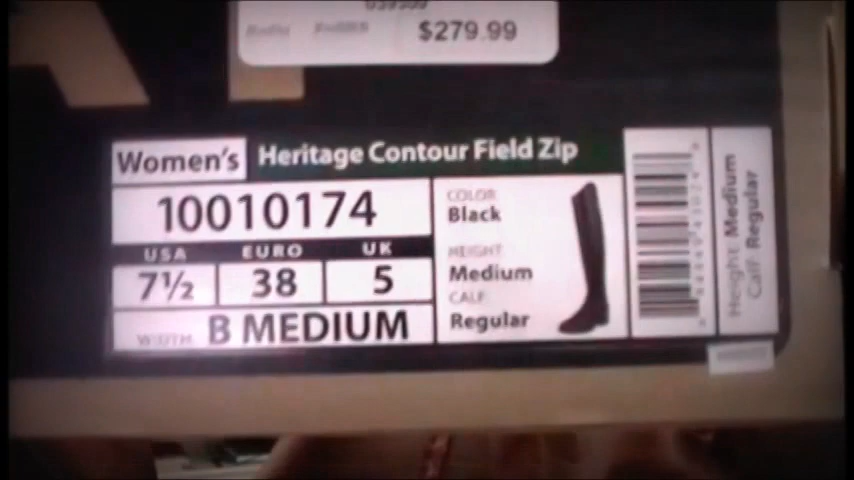 $279.99
Women's
Heritage Contour Field Zip
10010174
USA EURO UK
7½ 38 5
WIDTH B MEDIUM
COLOR
Black
HEIGHT
Medium
CALF
Regular
Height: Medium
Calf: Regular